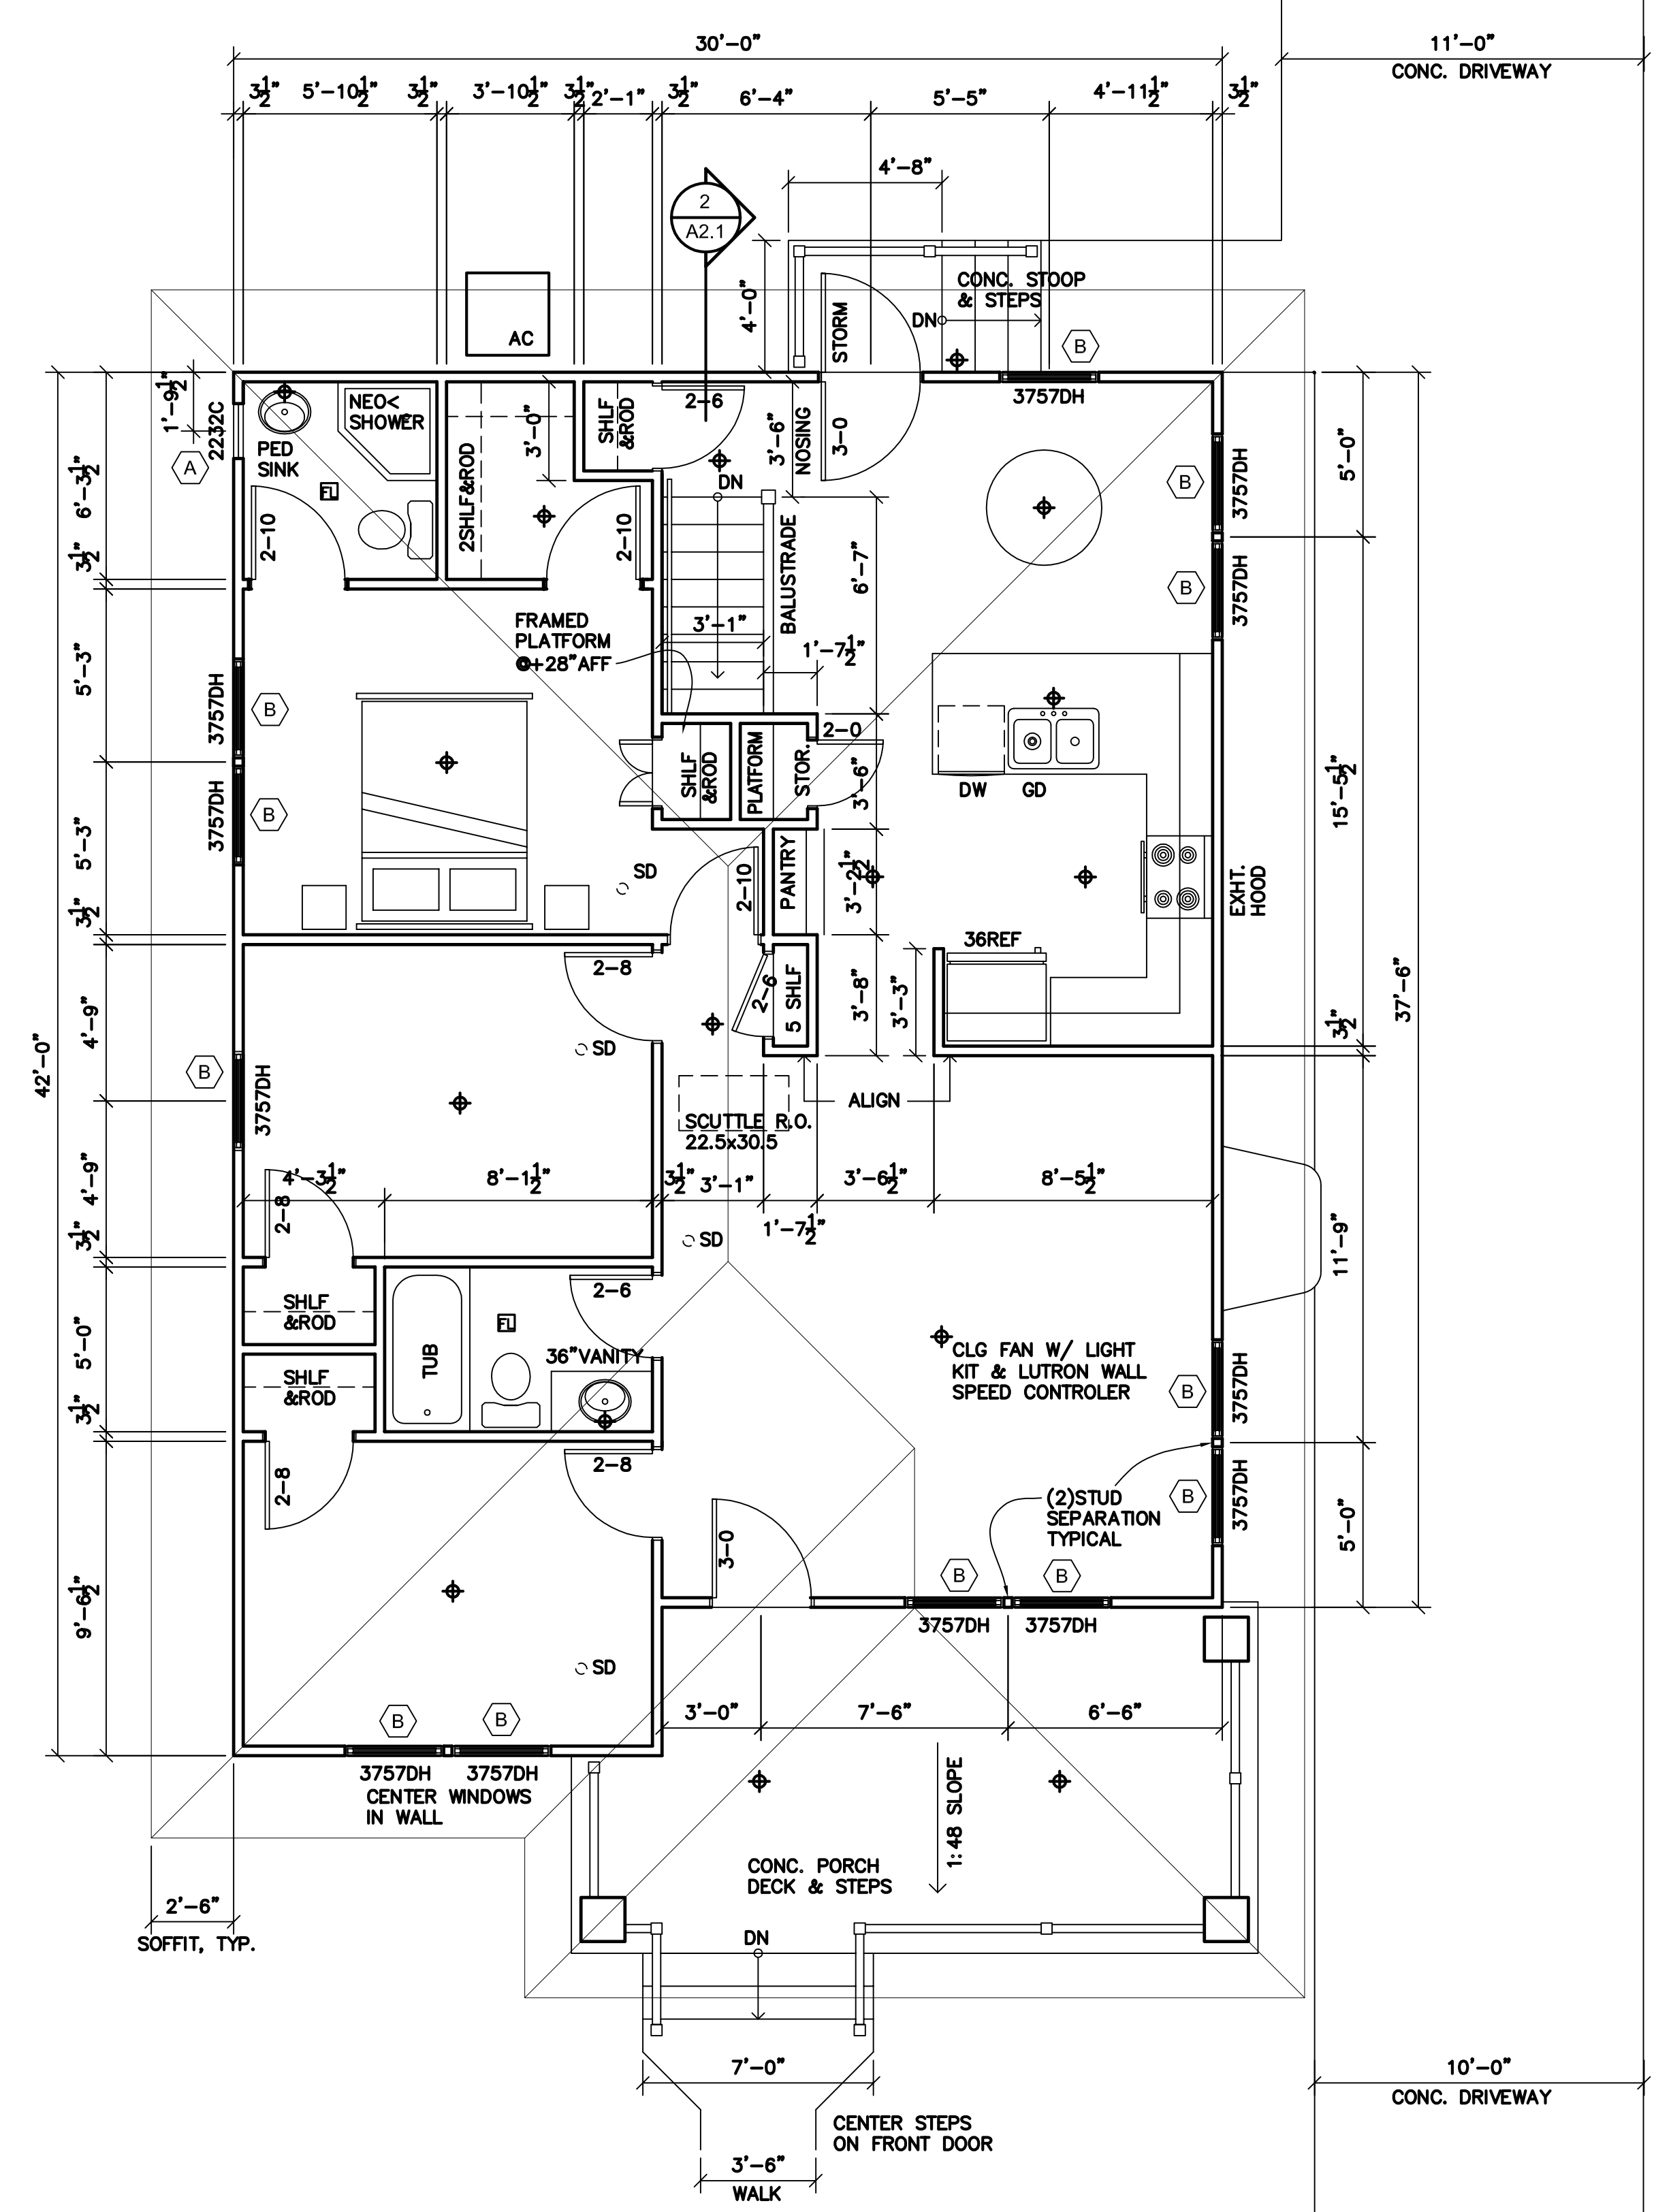 30'-0"
11'-0"
CONC. DRIVEWAY
3½"
5'-10½"
3½"
3'-10½"
3½"
2'-1"
3½"
6'-4"
5'-5"
4'-11½"
3½"
4'-8"
2
A2.1
4'-0"
STORM
CONC. STOOP
& STEPS
DN
B
AC
3757DH
1'-9½"
2232C
A
NEO<
SHOWER
PED
SINK
FL
2SHLF&ROD
3'-0"
SHLF
&ROD
2-6
3'-6"
NOSING
3-0
DN
3757DH
B
5'-0"
6'-3½"
3½"
2-10
2-10
BALUSTRADE
6'-7"
B
3757DH
FRAMED
PLATFORM
@+28"AFF
3'-1"
1'-7½"
5'-3"
3757DH
B
2-0
SHLF
&ROD
PLATFORM
STOR.
3'-6"
DW
GD
15'-5½"
3757DH
B
5'-3"
SD
2-10
PANTRY
3'-2½"
EXHT.
HOOD
3½"
36REF
2-8
2-6
5 SHLF
3'-8"
3'-3"
37'-6"
3½"
4'-9"
42'-0"
B
3757DH
SD
ALIGN
SCUTTLE R.O.
22.5x30.5
4'-3½"
8'-1½"
3½"
3'-1"
1'-7½"
3'-6½"
8'-5½"
4'-9"
3½"
2-8
SD
11'-9"
SHLF
&ROD
2-6
FL
TUB
36"VANITY
CLG FAN W/ LIGHT
KIT & LUTRON WALL
SPEED CONTROLER
5'-0"
SHLF
&ROD
3½"
B
3757DH
2-8
2-8
(2)STUD
SEPARATION
TYPICAL
B
3757DH
5'-0"
3-0
B
B
3757DH
3757DH
9'-6½"
SD
B
B
3757DH
3757DH
CENTER WINDOWS
IN WALL
3'-0"
7'-6"
6'-6"
1:48 SLOPE
CONC. PORCH
DECK & STEPS
2'-6"
SOFFIT, TYP.
DN
7'-0"
10'-0"
CONC. DRIVEWAY
CENTER STEPS
ON FRONT DOOR
3'-6"
WALK